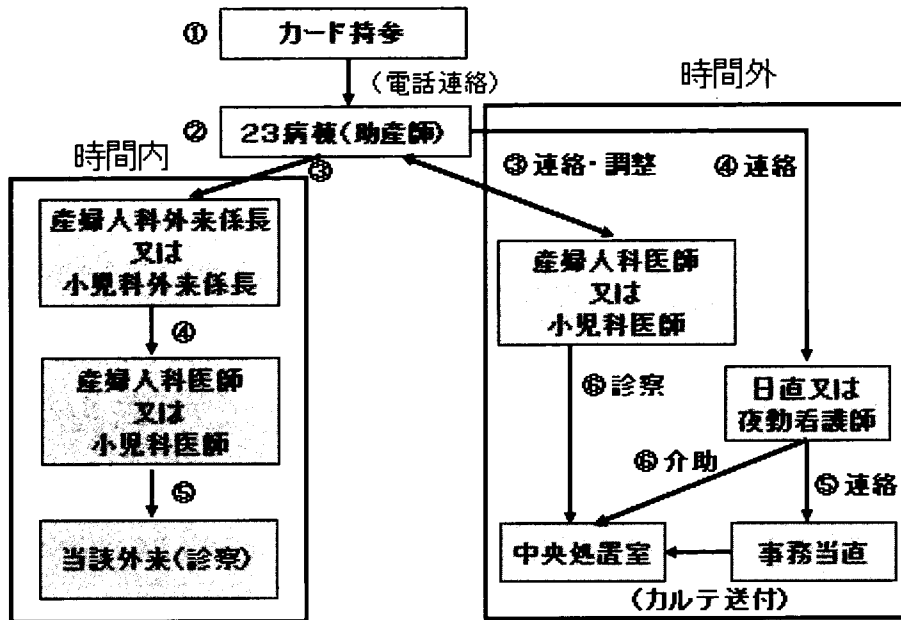 ① カード持参
(電話連絡)
時間外
② 23病棟(助産師)
時間内
③
③連絡・調整
④連絡
産婦人科外来係長
又は
小児科外来係長
産婦人科医師
又は
小児科医師
④
産婦人科医師
又は
小児科医師
⑥診察
日直又は
夜勤看護師
⑥介助
⑤
⑤連絡
当該外来(診察)
中央処置室
事務当直
(カルテ送付)